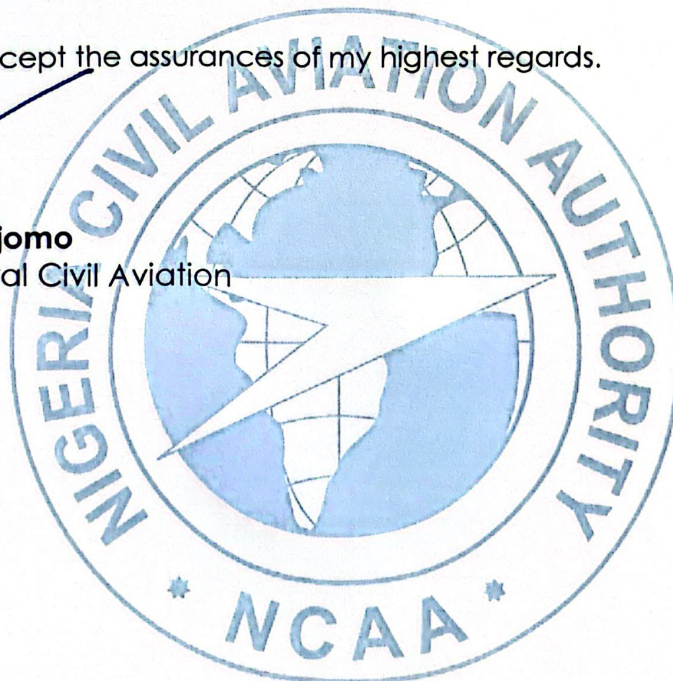 cept the assurances of my highest regards.
jomo
al Civil Aviation
NIGERIA CIVIL AVIATION AUTHORITY
* NCAA *